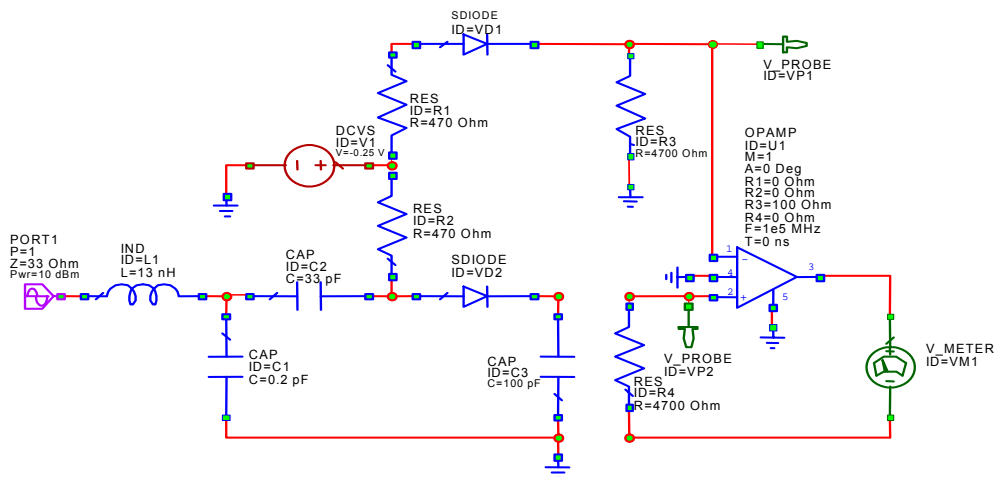 SDIODE
ID=VD1
V_PROBE
ID=VP1
RES
ID=R1
R=470 Ohm
RES
ID=R3
R=4700 Ohm
DCVS
ID=V1
V=-0.25 V
OPAMP
ID=U1
M=1
A=0 Deg
R1=0 Ohm
R2=0 Ohm
R3=100 Ohm
R4=0 Ohm
F=1e5 MHz
T=0 ns
RES
ID=R2
R=470 Ohm
PORT1
P=1
Z=33 Ohm
Pwr=10 dBm
IND
ID=L1
L=13 nH
CAP
ID=C2
C=33 pF
SDIODE
ID=VD2
1
4
2
3
5
CAP
ID=C1
C=0.2 pF
CAP
ID=C3
C=100 pF
V_PROBE
ID=VP2
RES
ID=R4
R=4700 Ohm
V_METER
ID=VM1